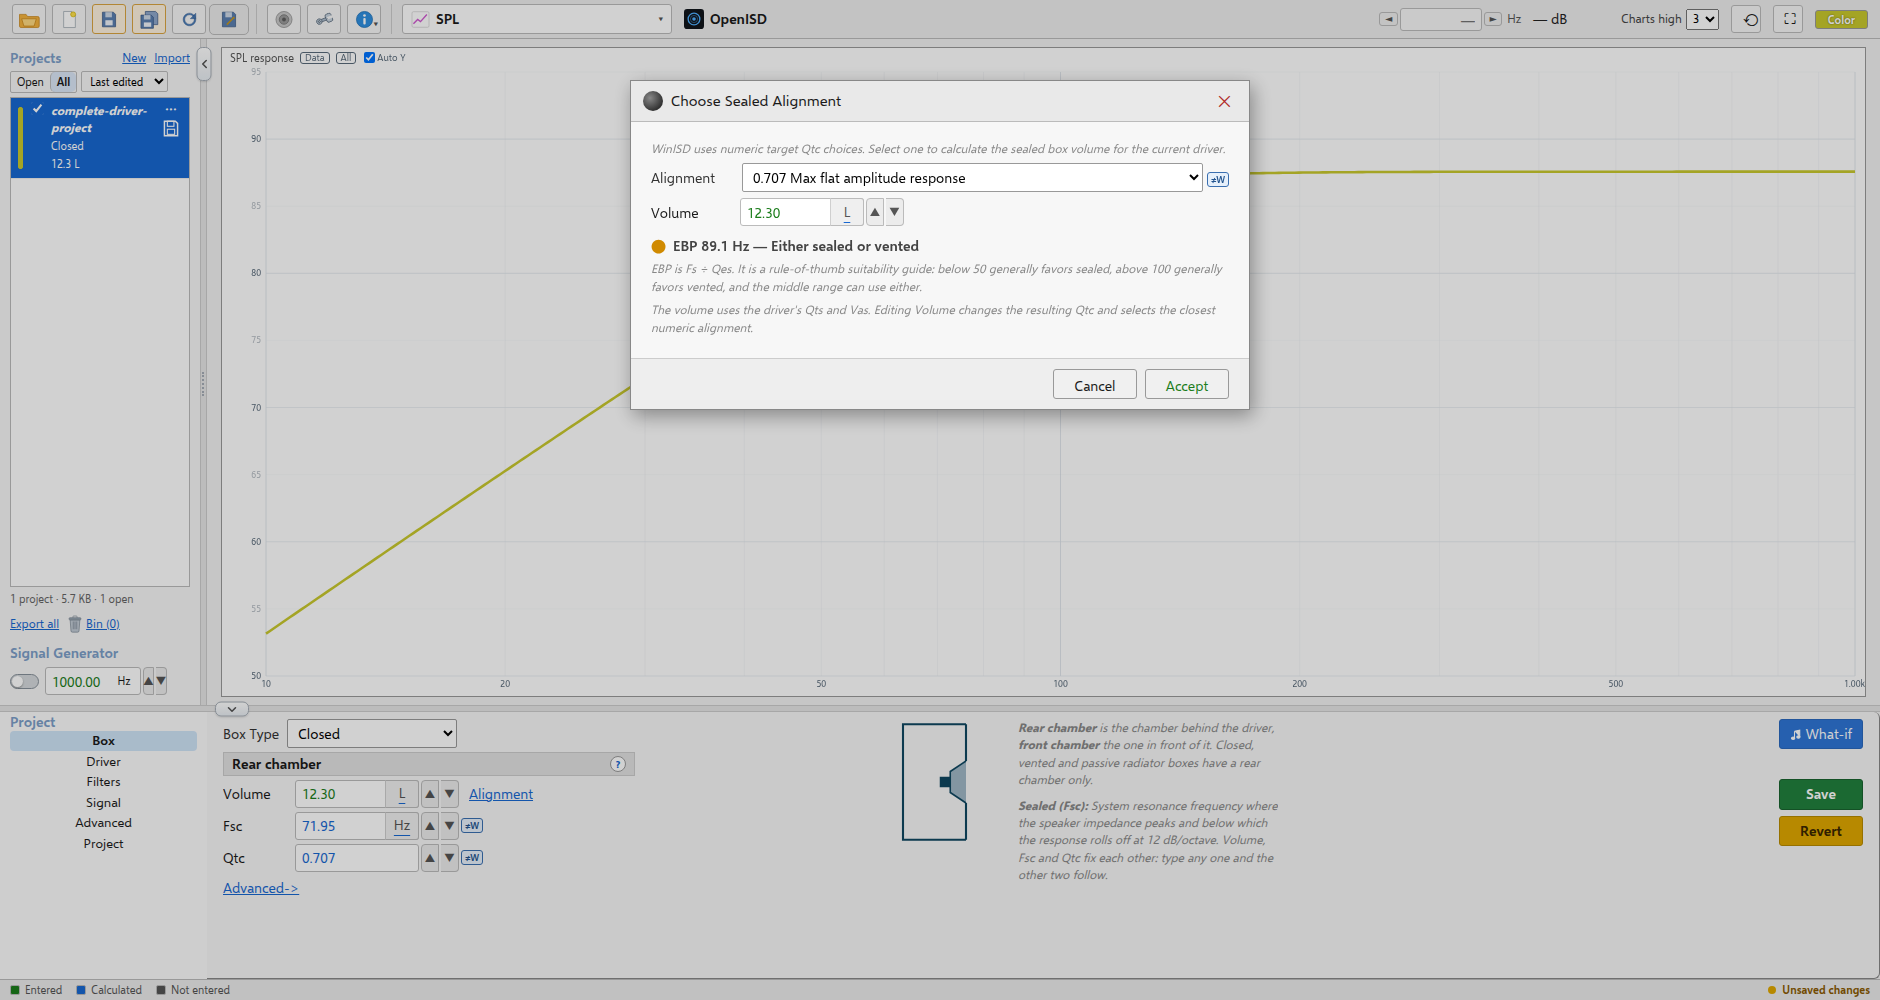 SPL
OpenISD
— Hz — dB
Charts high 3
Color
Projects New Import
Open All Last edited
complete-driver-
project
Closed
12.3 L
1 project · 5.7 KB · 1 open
Export all Bin (0)
Signal Generator
1000.00 Hz
SPL response Data All Auto Y
95
90
85
80
75
70
65
60
55
50
10 20 50 100 200 500 1.00k
Choose Sealed Alignment
WinISD uses numeric target Qtc choices. Select one to calculate the sealed box volume for the current driver.
Alignment 0.707 Max flat amplitude response ≠W
Volume 12.30 L
EBP 89.1 Hz — Either sealed or vented
EBP is Fs ÷ Qes. It is a rule-of-thumb suitability guide: below 50 generally favors sealed, above 100 generally
favors vented, and the middle range can use either.
The volume uses the driver's Qts and Vas. Editing Volume changes the resulting Qtc and selects the closest
numeric alignment.
Cancel Accept
Project
Box
Driver
Filters
Signal
Advanced
Project
Box Type Closed
Rear chamber ?
Volume 12.30 L Alignment
Fsc 71.95 Hz ≠W
Qtc 0.707 ≠W
Advanced->
Rear chamber is the chamber behind the driver,
front chamber the one in front of it. Closed,
vented and passive radiator boxes have a rear
chamber only.
Sealed (Fsc): System resonance frequency where
the speaker impedance peaks and below which
the response rolls off at 12 dB/octave. Volume,
Fsc and Qtc fix each other: type any one and the
other two follow.
What-if
Save
Revert
Entered Calculated Not entered
Unsaved changes